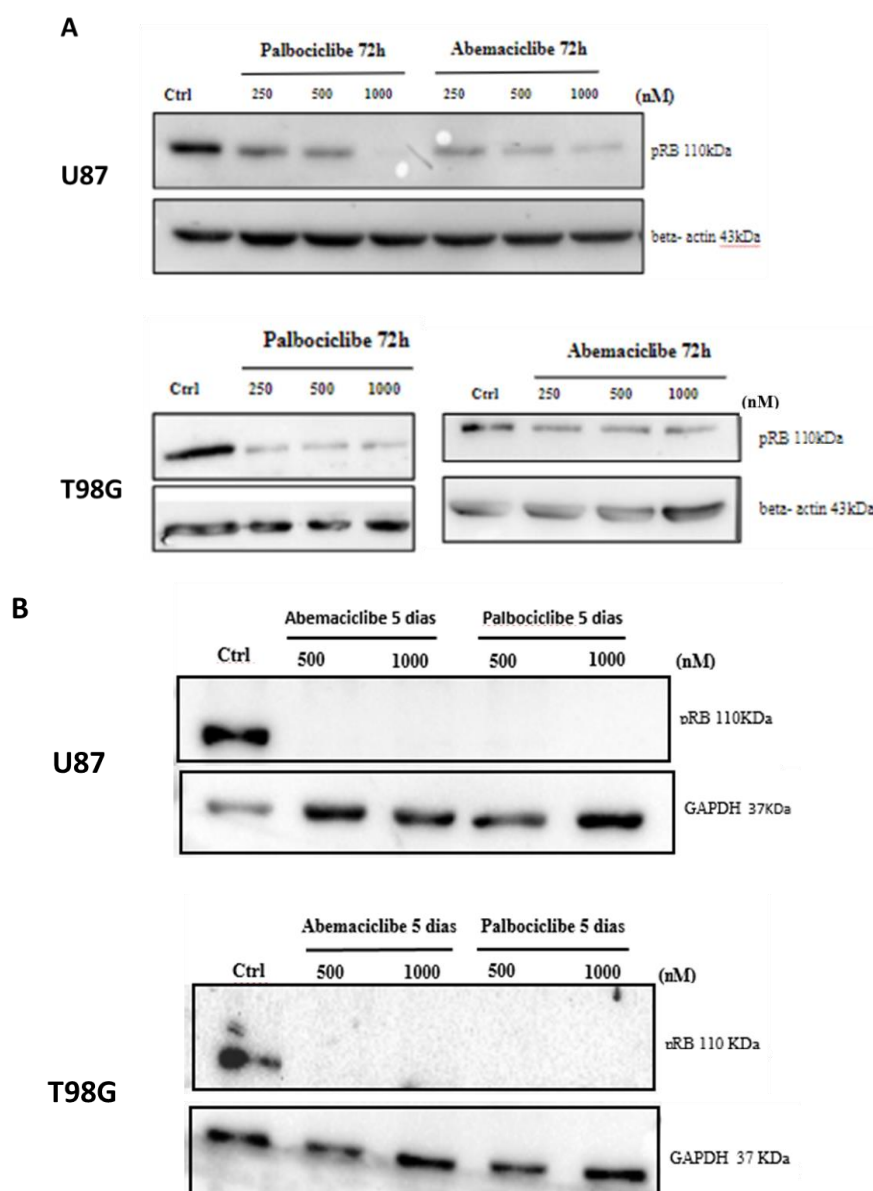 A
Palbociclibe 72h Abemaciclibe 72h
Ctrl 250 500 1000 250 500 1000 (nM)
U87
pRB 110kDa
beta- actin 43kDa
Palbociclibe 72h Abemaciclibe 72h
Ctrl 250 500 1000 Ctrl 250 500 1000 (nM)
T98G
pRB 110kDa
beta- actin 43kDa
B
Abemaciclibe 5 dias Palbociclibe 5 dias
Ctrl 500 1000 500 1000 (nM)
U87
pRB 110KDa
GAPDH 37KDa
Abemaciclibe 5 dias Palbociclibe 5 dias
Ctrl 500 1000 500 1000 (nM)
T98G
pRB 110 KDa
GAPDH 37 KDa